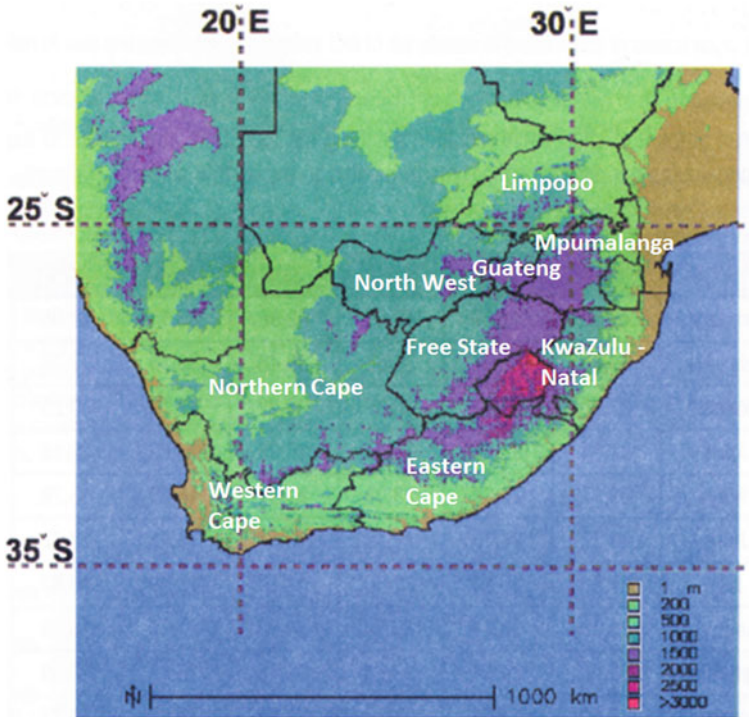 20° E
30° E
25° S
35° S
Limpopo
Mpumalanga
Guateng
North West
Free State
KwaZulu -
Natal
Northern Cape
Eastern
Cape
Western
Cape
1 m
200
500
1000
1500
2000
2500
>3000
N
1000 km